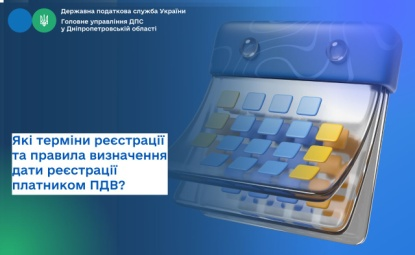 Державна податкова служба України
Головне управління ДПС
у Дніпропетровській області
Які терміни реєстрації
та правила визначення
дати реєстрації
платником ПДВ?